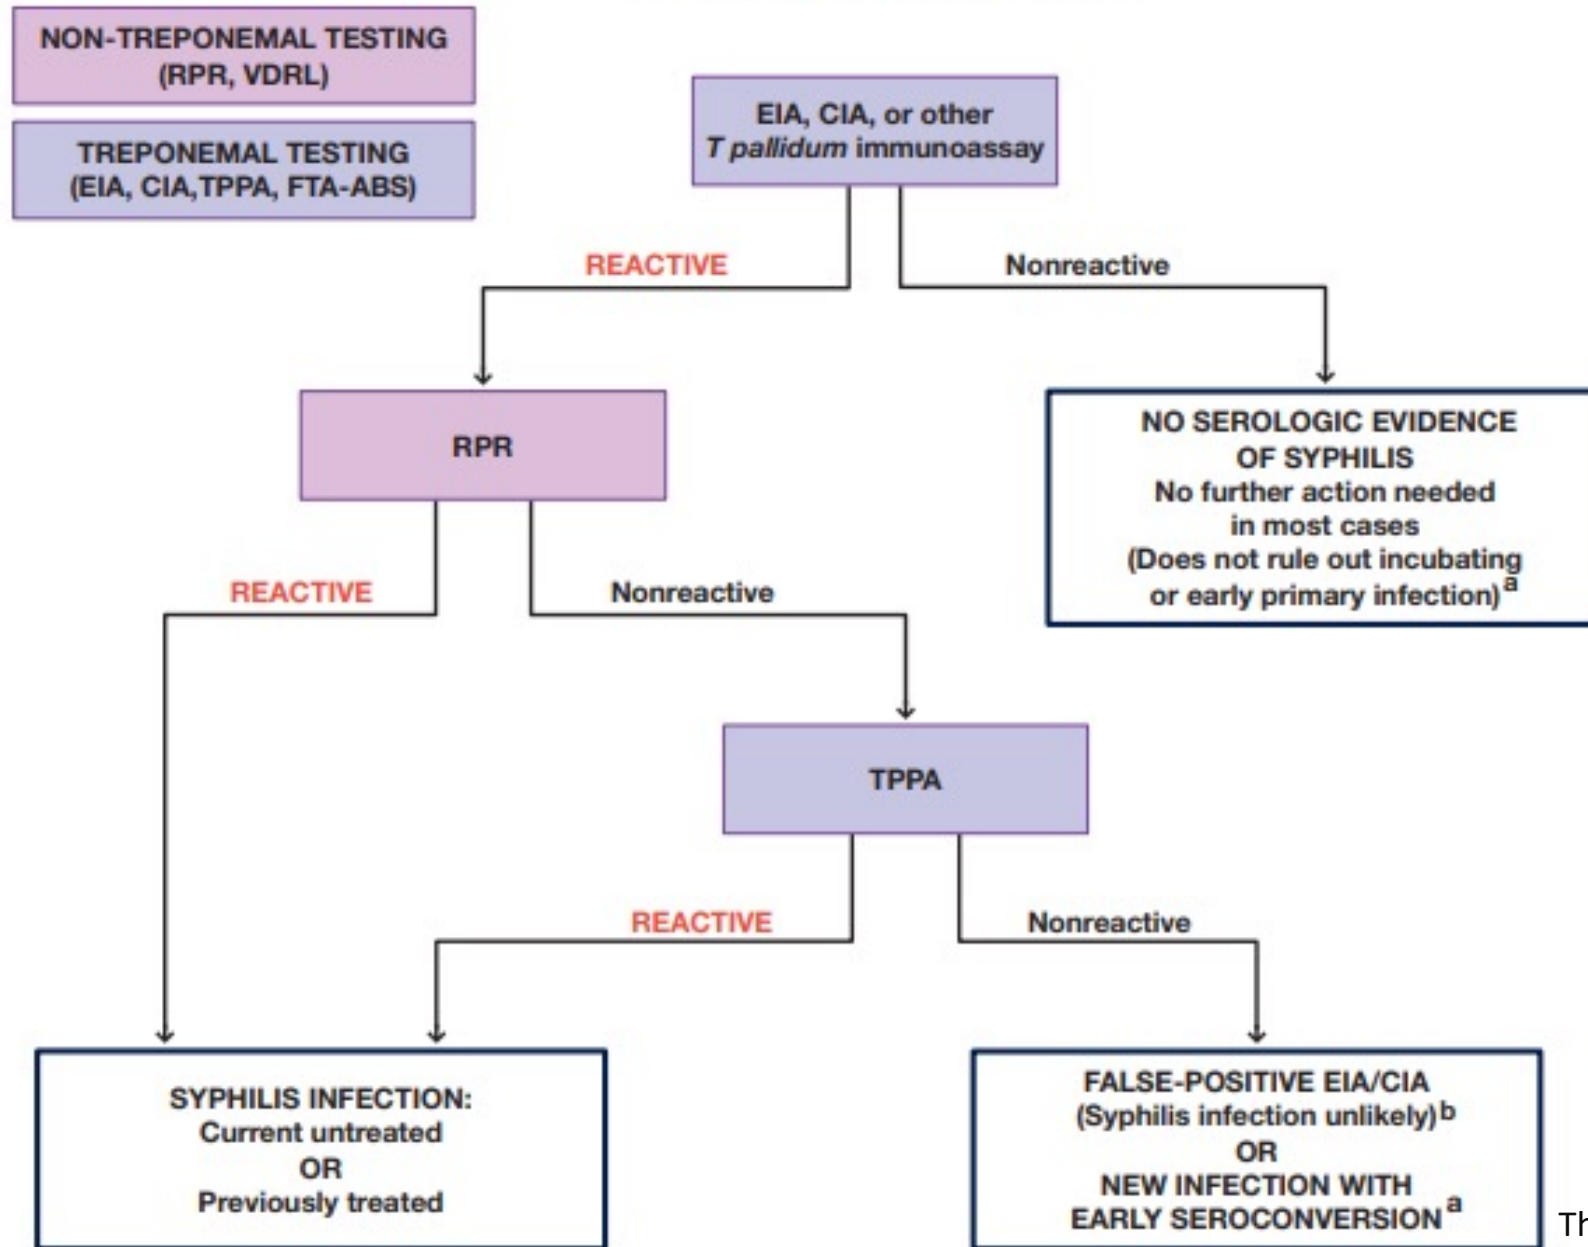 NON-TREPONEMAL TESTING
(RPR, VDRL)
TREPONEMAL TESTING
(EIA, CIA,TPPA, FTA-ABS)
EIA, CIA, or other
T pallidum immunoassay
REACTIVE
Nonreactive
RPR
NO SEROLOGIC EVIDENCE
OF SYPHILIS
No further action needed
in most cases
(Does not rule out incubating
or early primary infection)a
REACTIVE
Nonreactive
TPPA
REACTIVE
Nonreactive
SYPHILIS INFECTION:
Current untreated
OR
Previously treated
FALSE-POSITIVE EIA/CIA
(Syphilis infection unlikely)b
OR
NEW INFECTION WITH
EARLY SEROCONVERSION a